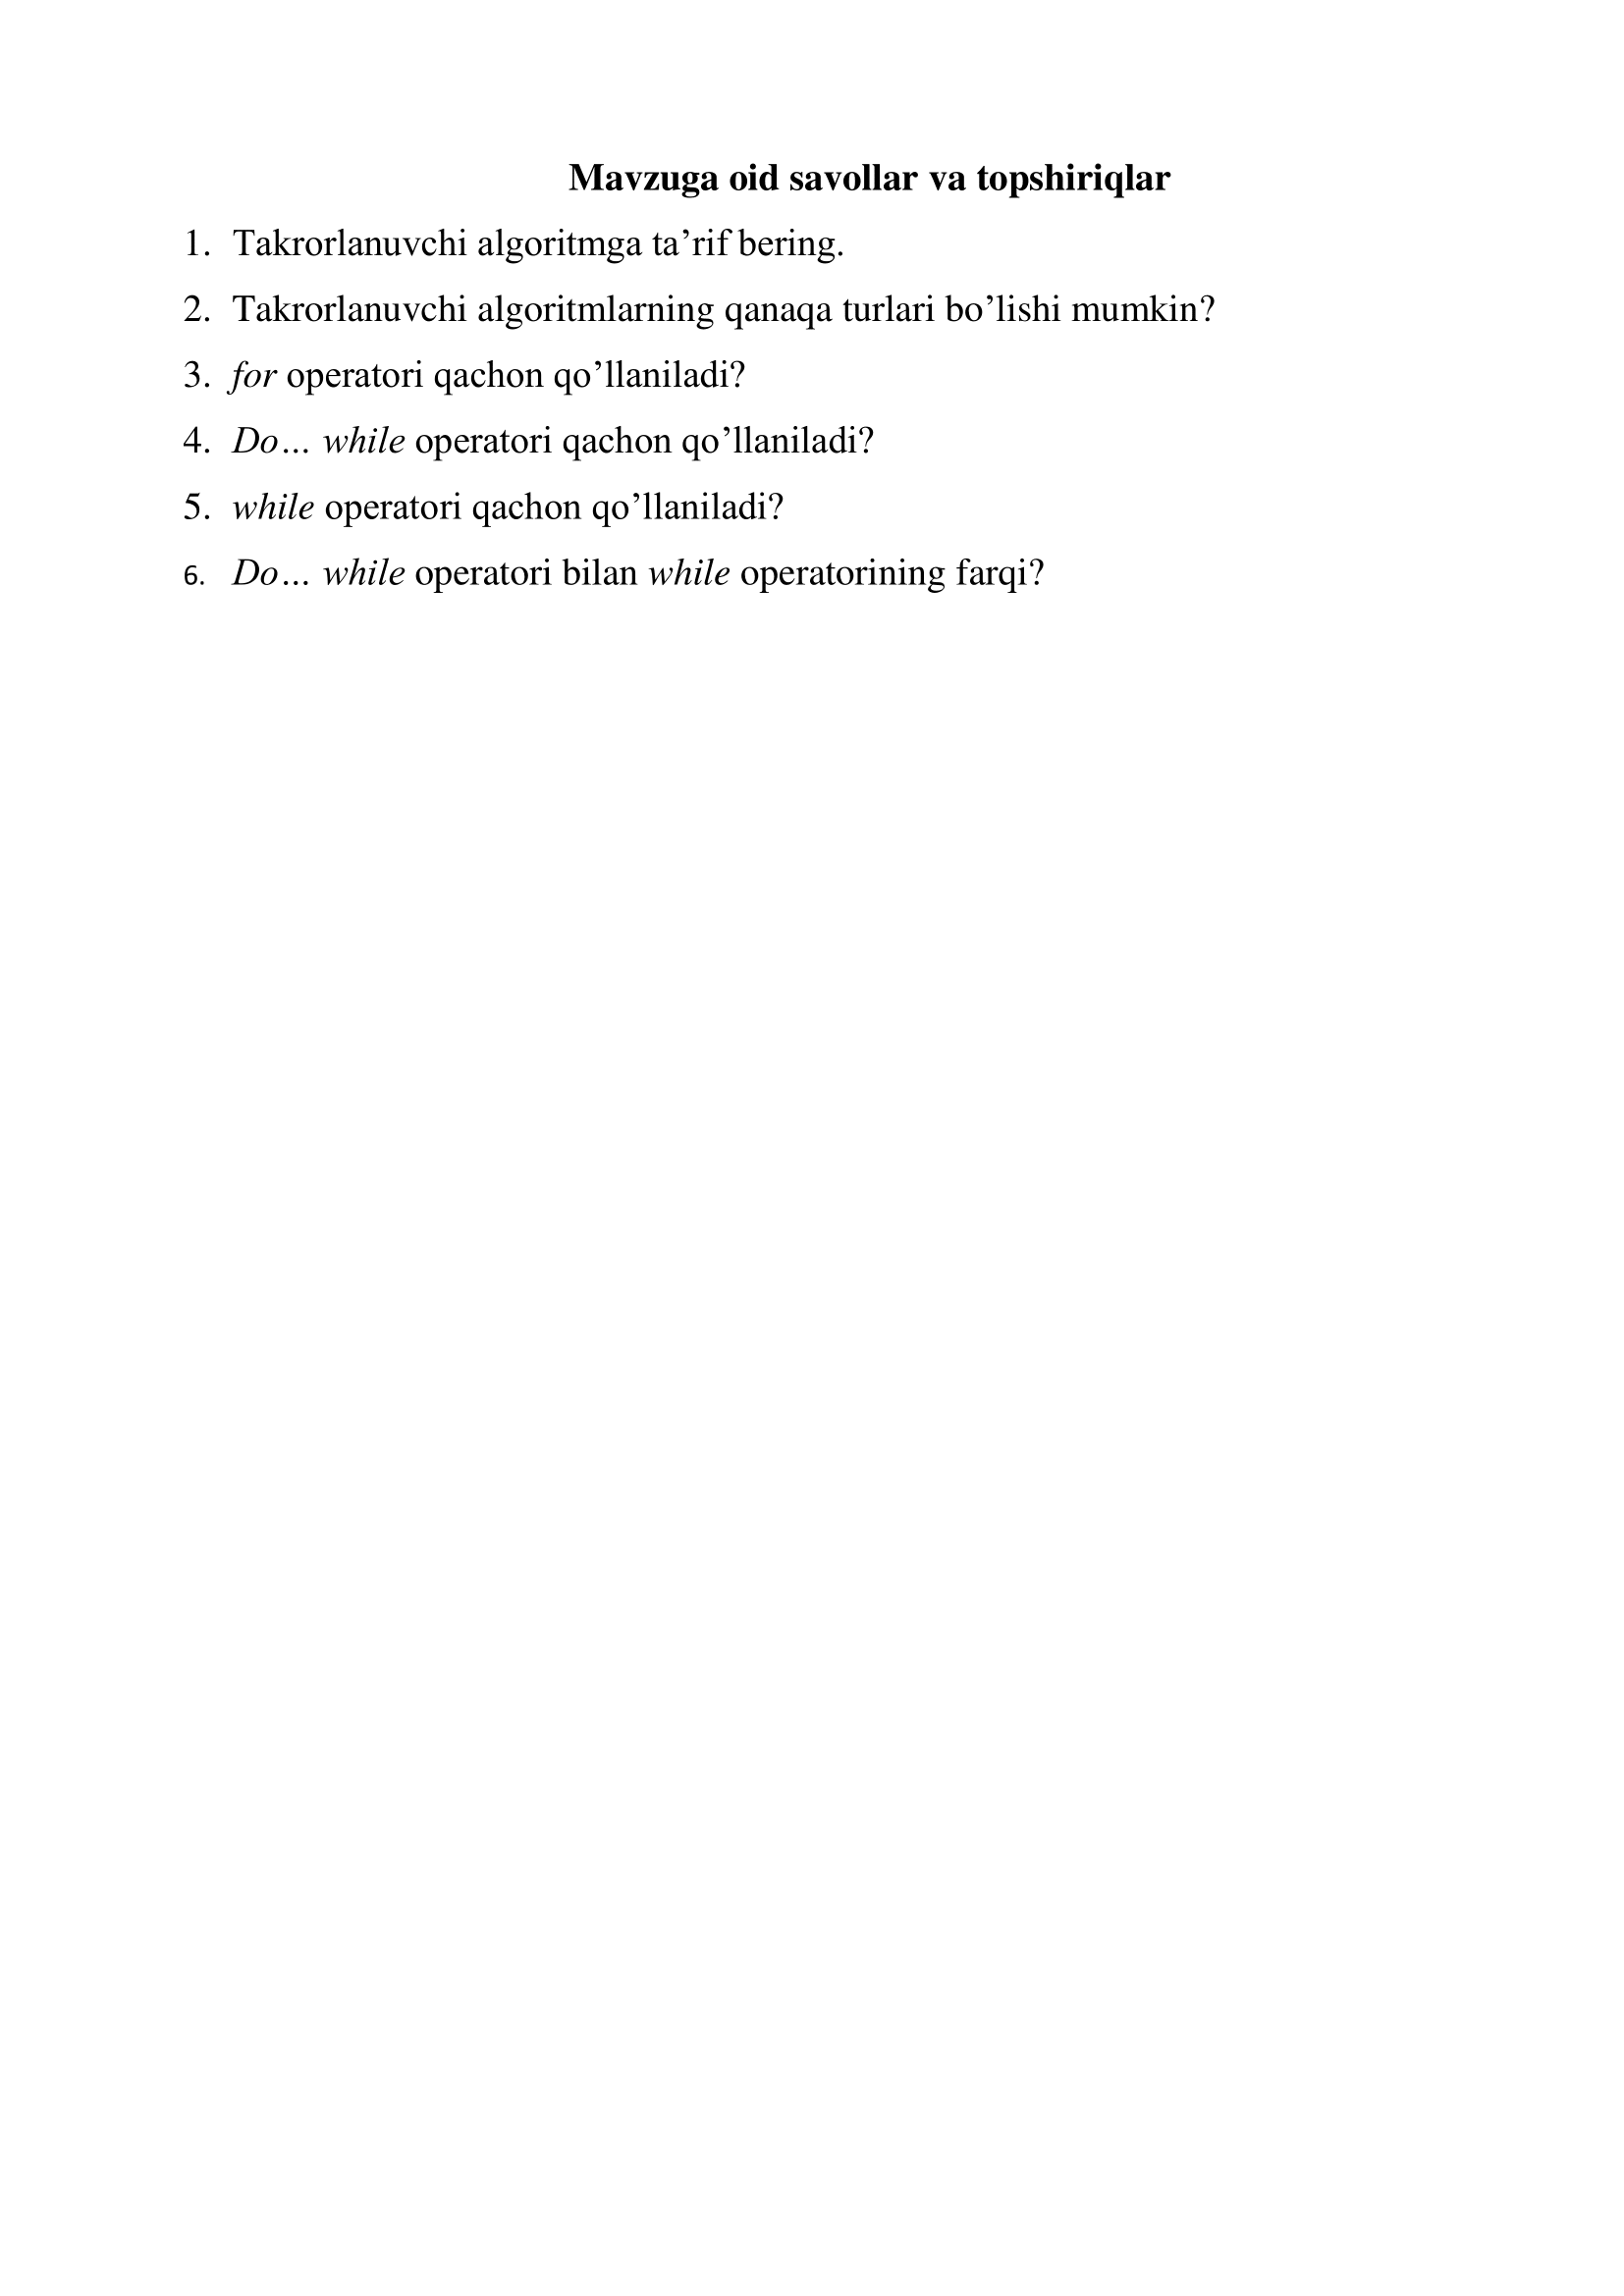 Mavzuga oid savollar va topshiriqlar
1. Takrorlanuvchi algoritmga ta’rif bering.
2. Takrorlanuvchi algoritmlarning qanaqa turlari bo’lishi mumkin?
3. for operatori qachon qo’llaniladi?
4. Do… while operatori qachon qo’llaniladi?
5. while operatori qachon qo’llaniladi?
6. Do… while operatori bilan while operatorining farqi?